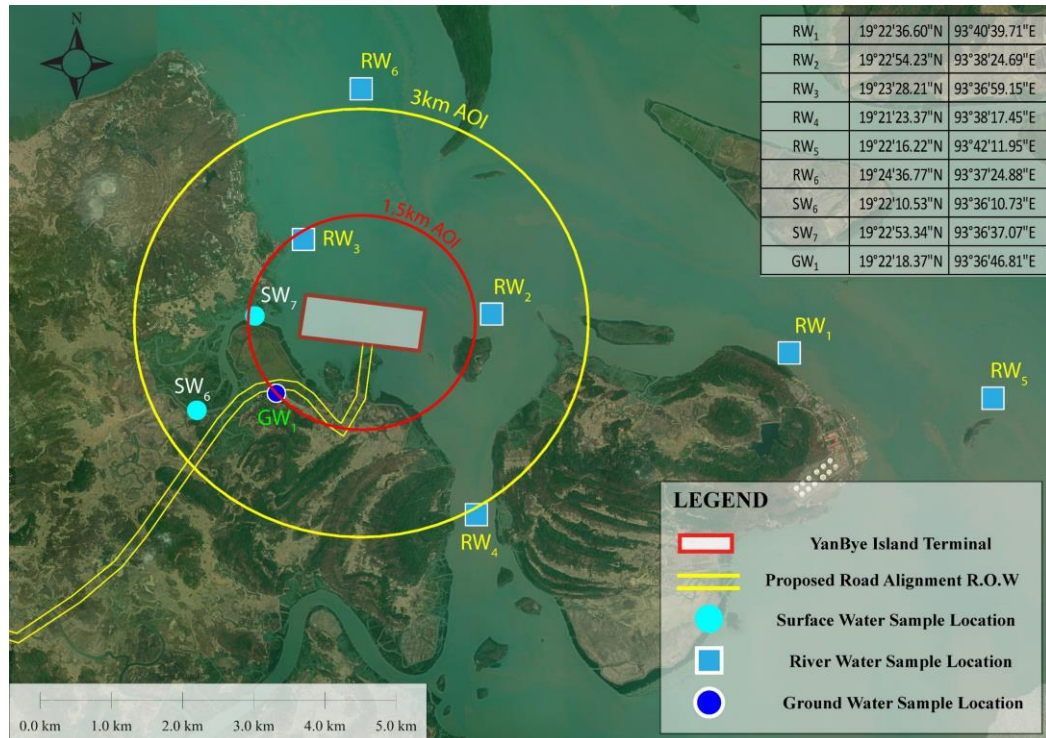 N
RW6
3km AOI
1.5km AOI
RW3
SW7
RW2
SW6
GW1
RW4
RW1
RW5
RW1 19°22'36.60"N 93°40'39.71"E
RW2 19°22'54.23"N 93°38'24.69"E
RW3 19°23'28.21"N 93°36'59.15"E
RW4 19°21'23.37"N 93°38'17.45"E
RW5 19°22'16.22"N 93°42'11.95"E
RW6 19°24'36.77"N 93°37'24.88"E
SW6 19°22'10.53"N 93°36'10.73"E
SW7 19°22'53.34"N 93°36'37.07"E
GW1 19°22'18.37"N 93°36'46.81"E
LEGEND
YanBye Island Terminal
Proposed Road Alignment R.O.W
Surface Water Sample Location
River Water Sample Location
Ground Water Sample Location
0.0 km 1.0 km 2.0 km 3.0 km 4.0 km 5.0 km